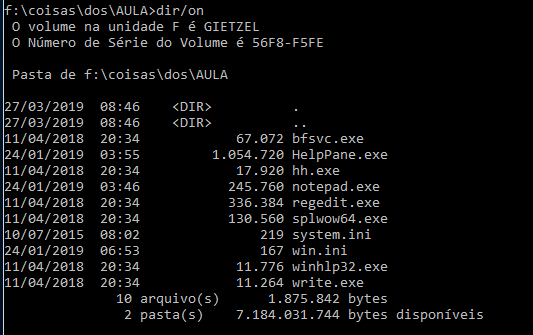 f:\coisas\dos\AULA>dir/on
O volume na unidade F é GIETZEL
O Número de Série do Volume é 56F8-F5FE
Pasta de f:\coisas\dos\AULA
27/03/2019  08:46    <DIR>          .
27/03/2019  08:46    <DIR>          ..
11/04/2018  20:34            67.072 bfsvc.exe
24/01/2019  03:55         1.054.720 HelpPane.exe
11/04/2018  20:34            17.920 hh.exe
24/01/2019  03:46           245.760 notepad.exe
11/04/2018  20:34           336.384 regedit.exe
11/04/2018  20:34           130.560 splwow64.exe
10/07/2015  08:02               219 system.ini
24/01/2019  06:53               167 win.ini
11/04/2018  20:34            11.776 winhlp32.exe
11/04/2018  20:34            11.264 write.exe
10 arquivo(s)      1.875.842 bytes
2 pasta(s)   7.184.031.744 bytes disponíveis